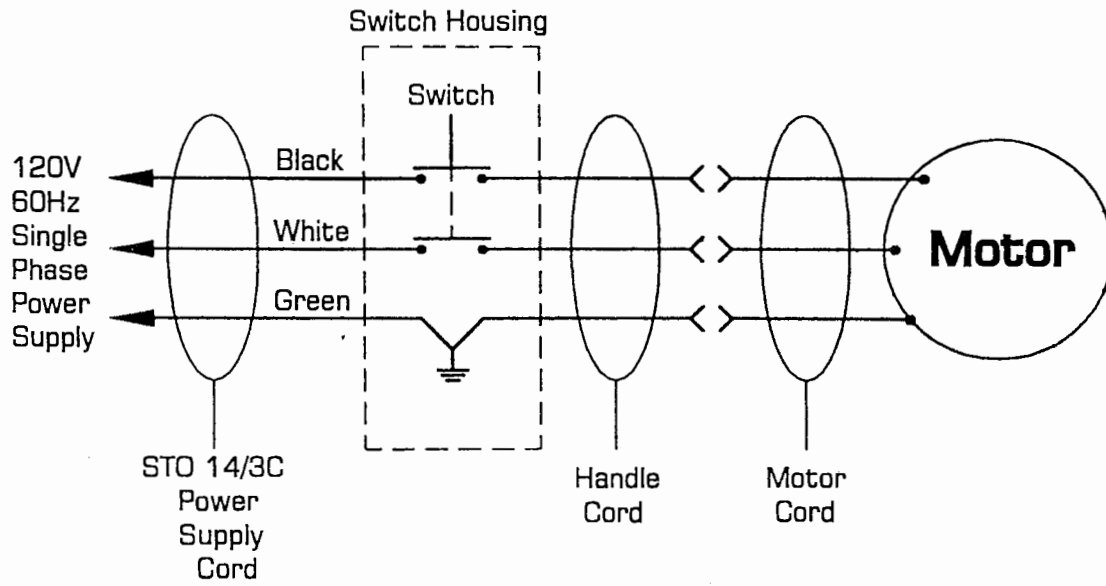 Switch Housing
Switch
120V
60Hz
Single
Phase
Power
Supply
Black
White
Green
Motor
STO 14/3C
Power
Supply
Cord
Handle
Cord
Motor
Cord